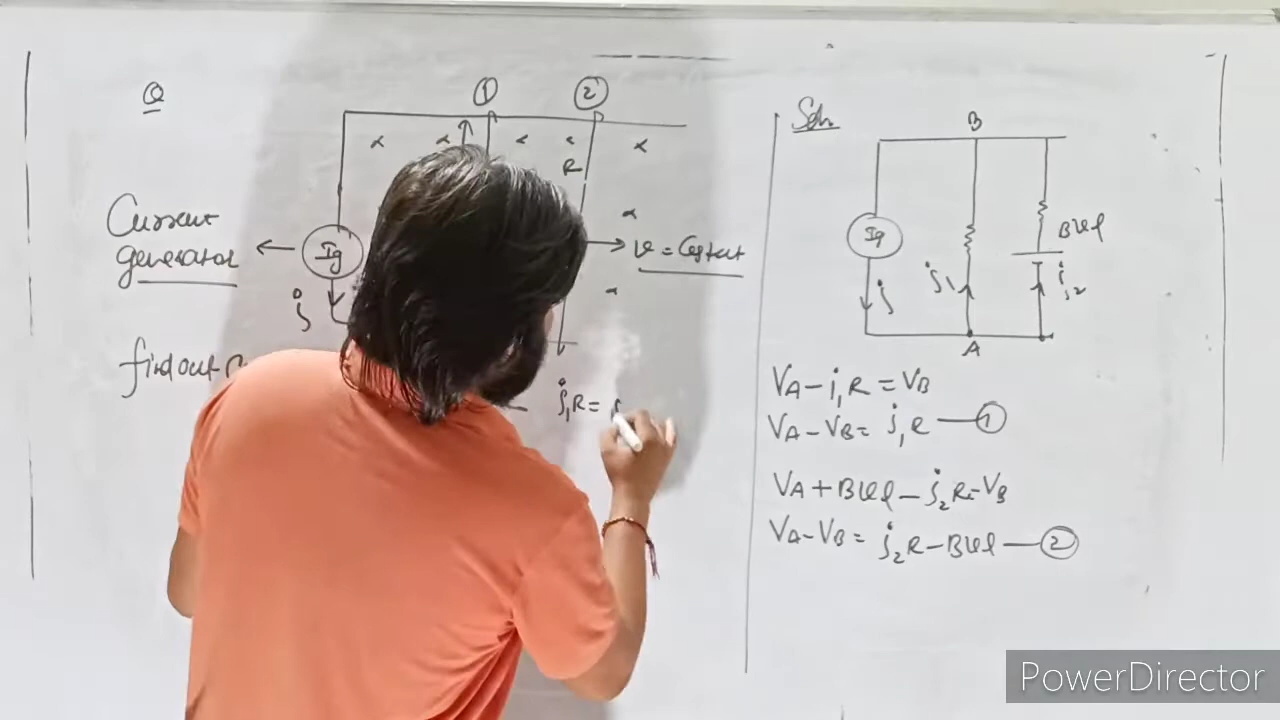 Q
① ②
R
Current
generator
Ig
v = Constant
i
find out
i₁R =
Soln.
B
Ig
Bvl
i
i₁
i₂
A
VA - i₁R = VB
VA - VB = i₁R — ①
VA + Bvl - i₂R = VB
VA - VB = i₂R - Bvl — ②
PowerDirector